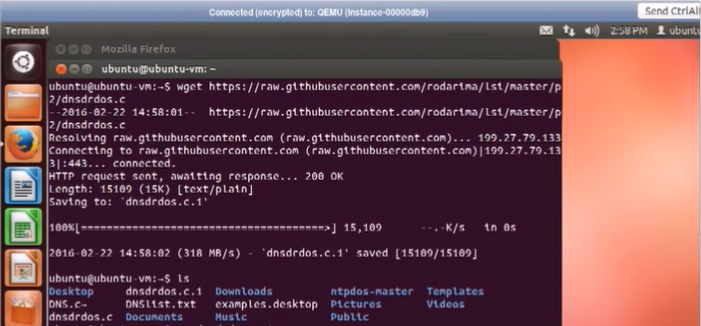 Connected (encrypted) to: QEMU (Instance-00000db9)
Send CtrlAl
Terminal
2:58 PM ubuntu
Mozilla Firefox
ubuntu@ubuntu-vm: ~
ubuntu@ubuntu-vm:~$ wget https://raw.githubusercontent.com/rodarima/lsi/master/p
2/dnsdrdos.c
--2016-02-22 14:58:01-- https://raw.githubusercontent.com/rodarima/lsi/master/p
2/dnsdrdos.c
Resolving raw.githubusercontent.com (raw.githubusercontent.com)... 199.27.79.133
Connecting to raw.githubusercontent.com (raw.githubusercontent.com)|199.27.79.13
3|:443... connected.
HTTP request sent, awaiting response... 200 OK
Length: 15109 (15K) [text/plain]
Saving to: `dnsdrdos.c.1'
100%[======================================>] 15,109 --.-K/s in 0s
2016-02-22 14:58:02 (318 MB/s) - `dnsdrdos.c.1' saved [15109/15109]
ubuntu@ubuntu-vm:~$ ls
Desktop dnsdrdos.c.1 Downloads ntpdos-master Templates
DNS.c~ DNSlist.txt examples.desktop Pictures Videos
dnsdrdos.c Documents Music Public